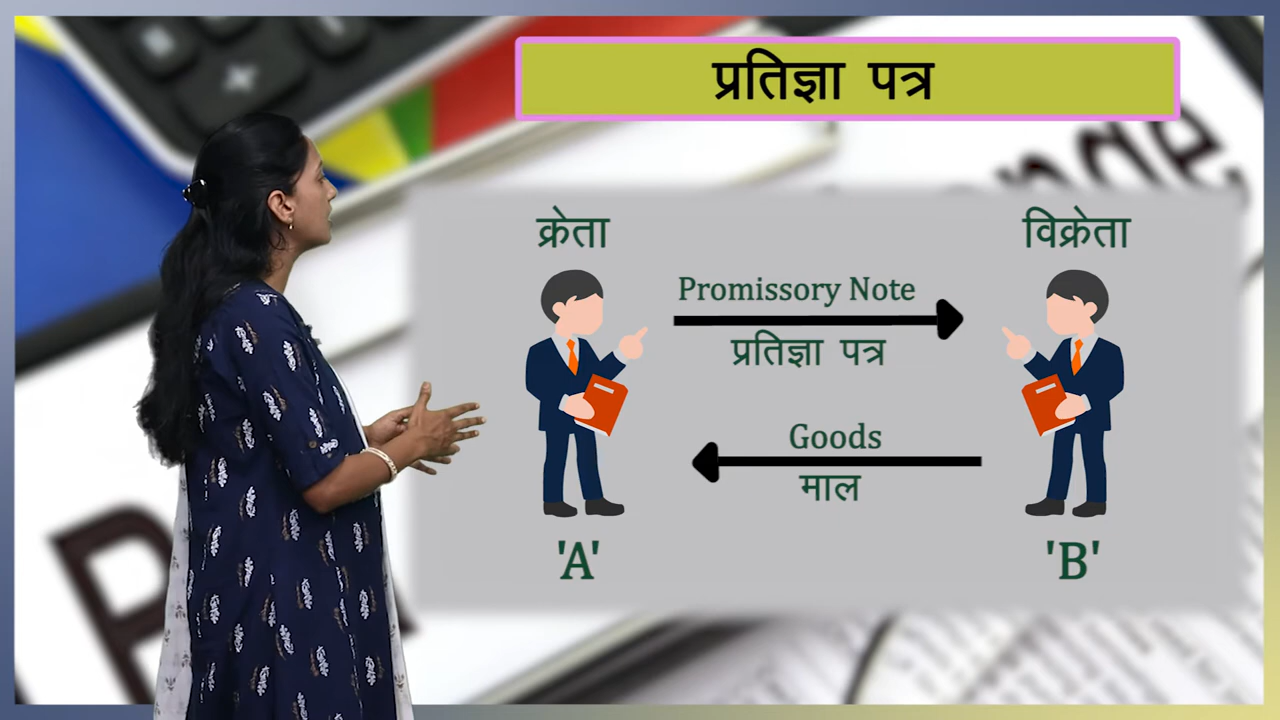 प्रतिज्ञा पत्र
क्रेता
विक्रेता
Promissory Note
प्रतिज्ञा पत्र
Goods
माल
'A'
'B'